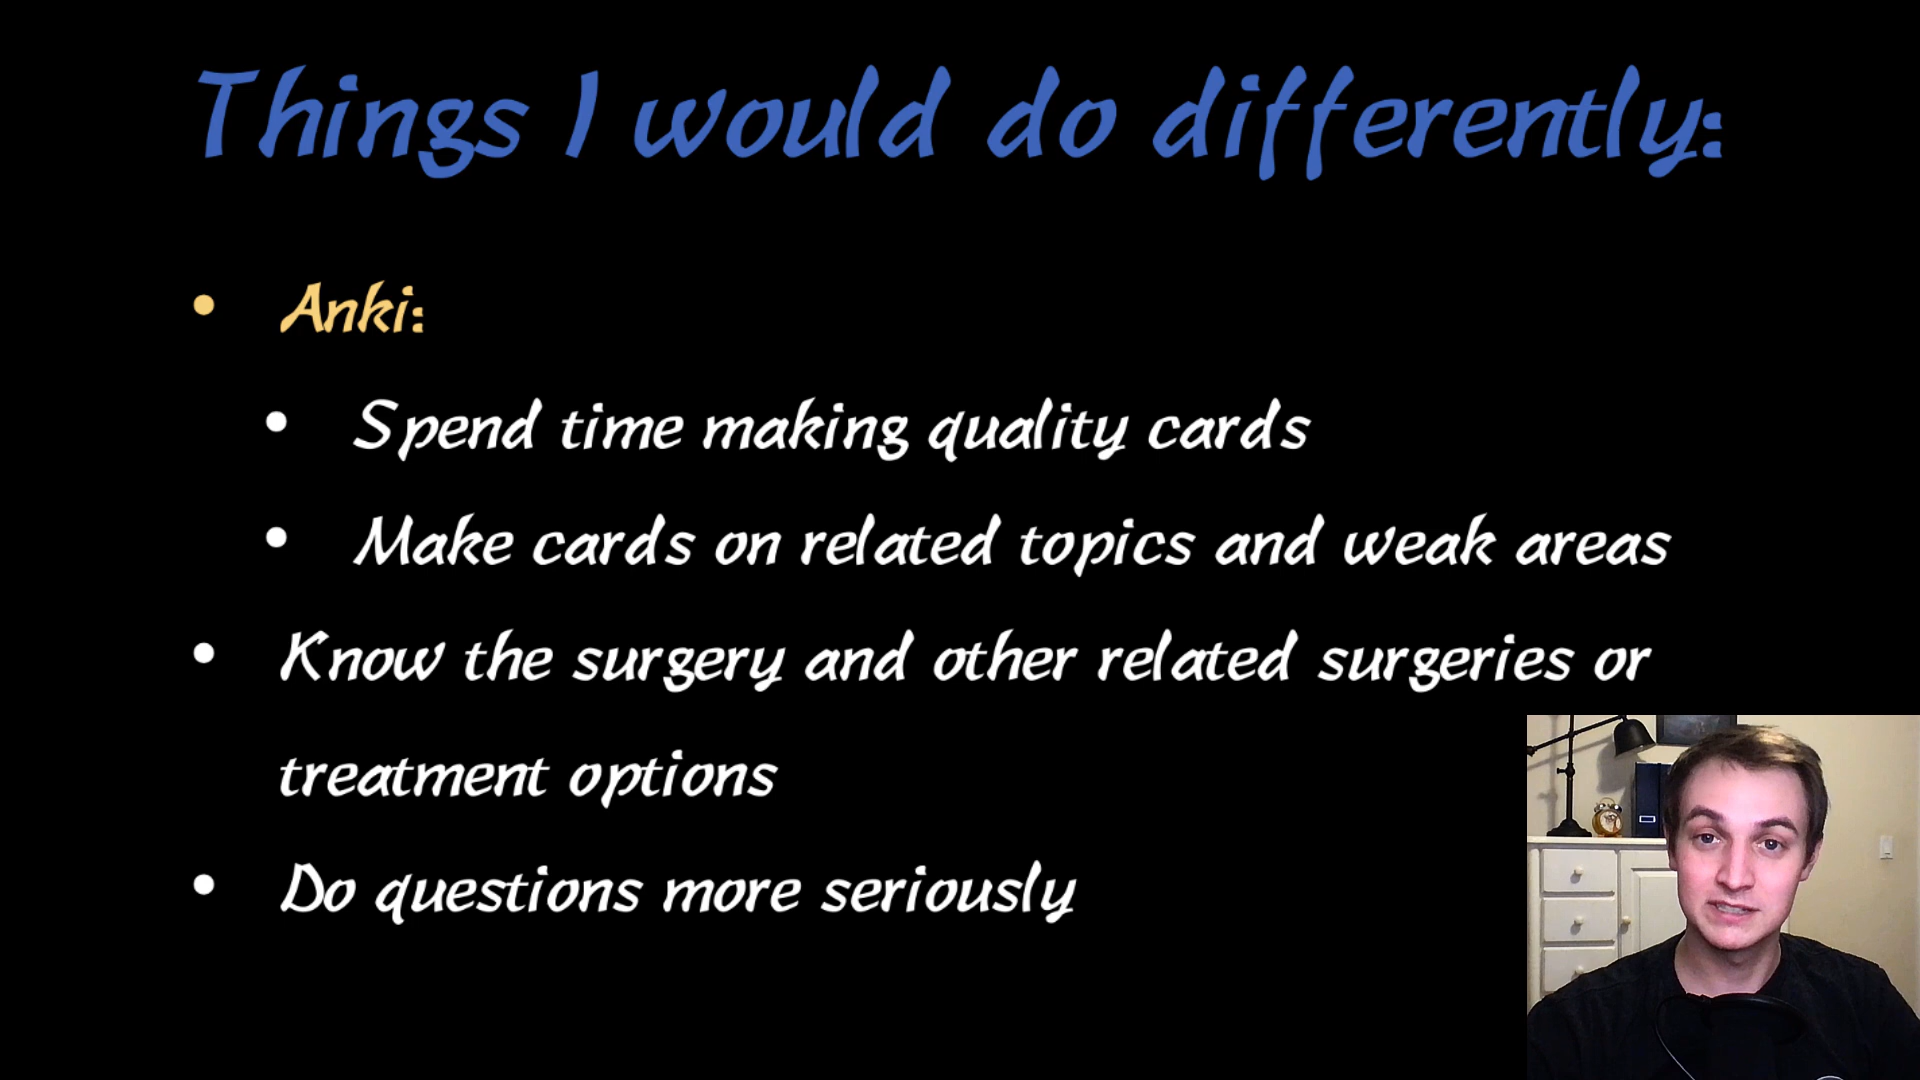 Things I would do differently:
• Anki:
• Spend time making quality cards
• Make cards on related topics and weak areas
• Know the surgery and other related surgeries or
treatment options
• Do questions more seriously